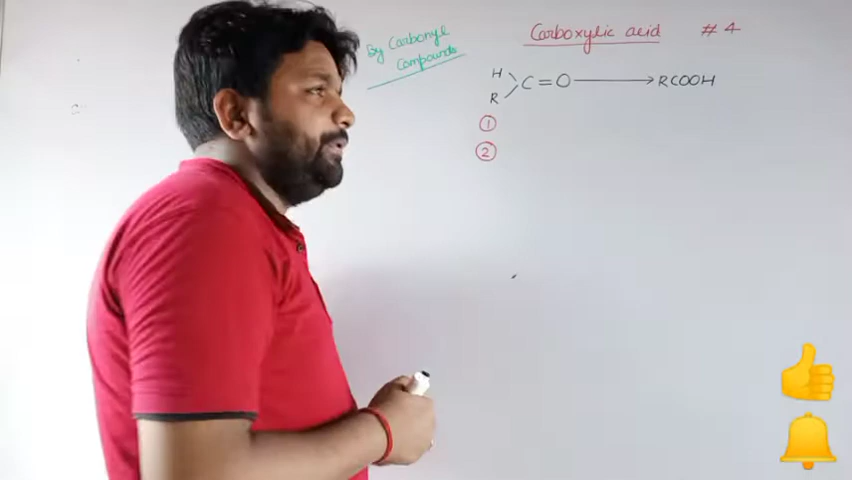 By Carbonyl
Compounds
Carboxylic acid #4
H
C=O → RCOOH
R
①
②